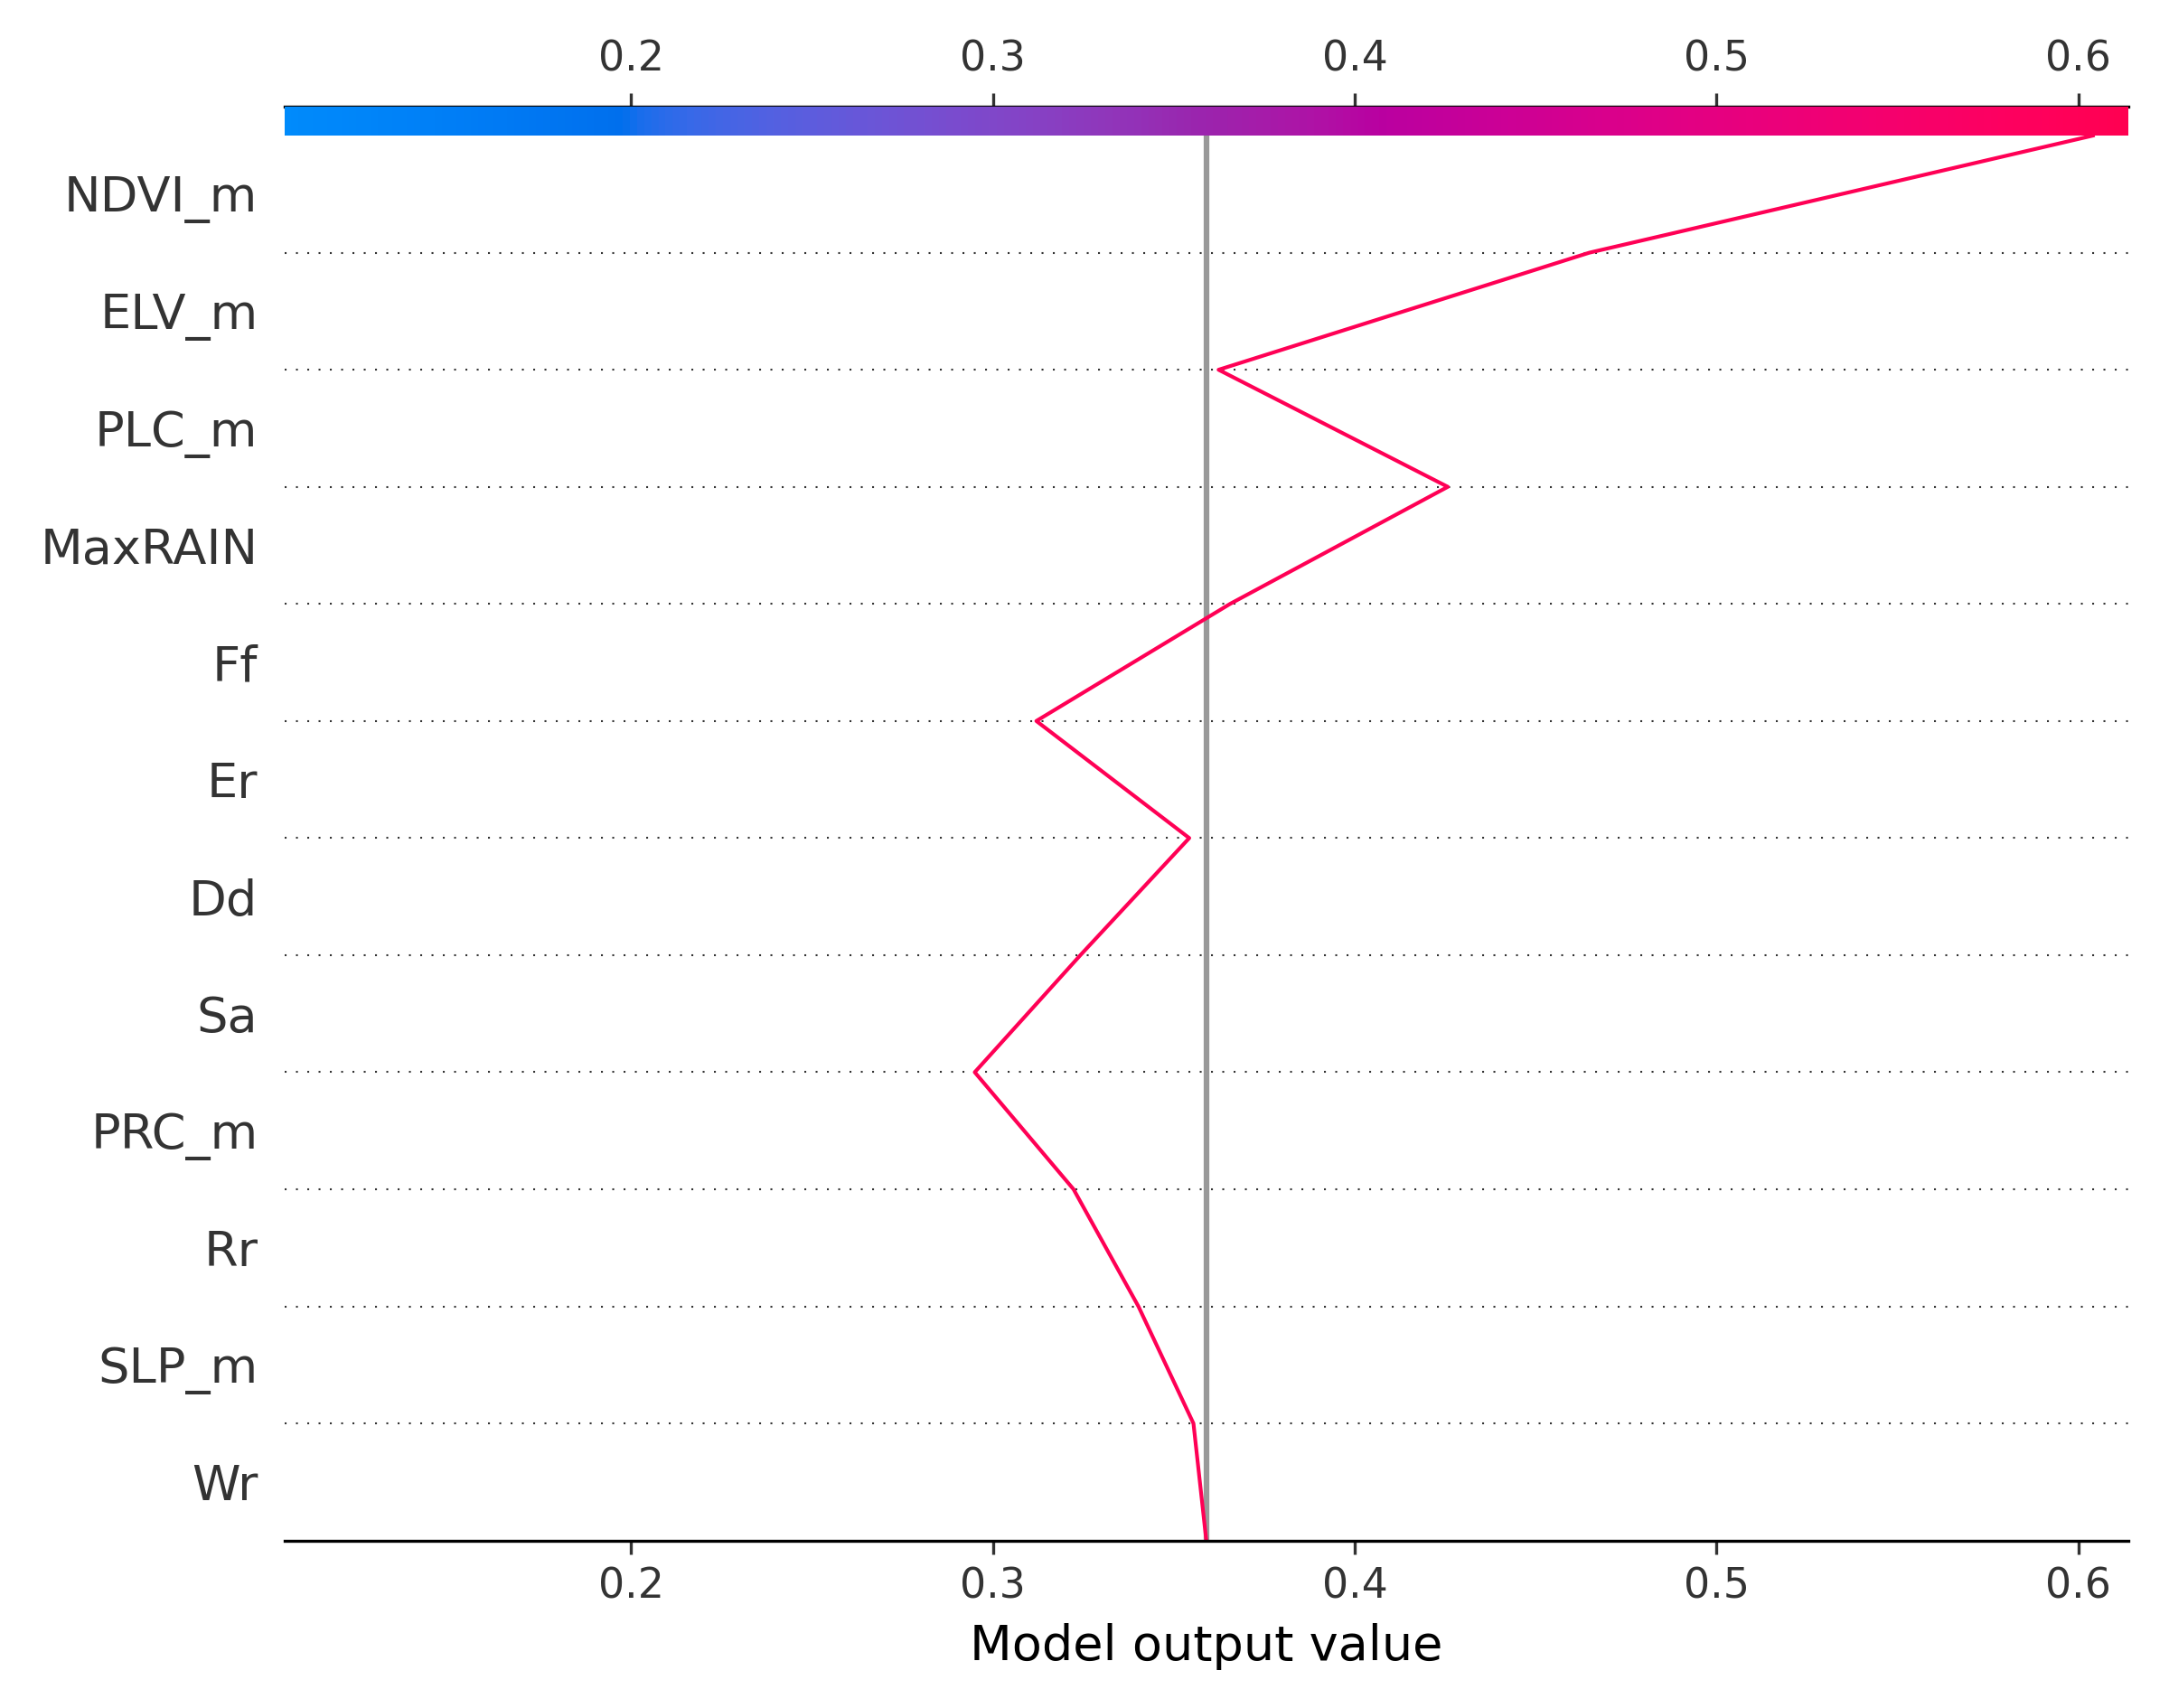 0.2 0.3 0.4 0.5 0.6
NDVI_m
ELV_m
PLC_m
MaxRAIN
Ff
Er
Dd
Sa
PRC_m
Rr
SLP_m
Wr
0.2 0.3 0.4 0.5 0.6
Model output value